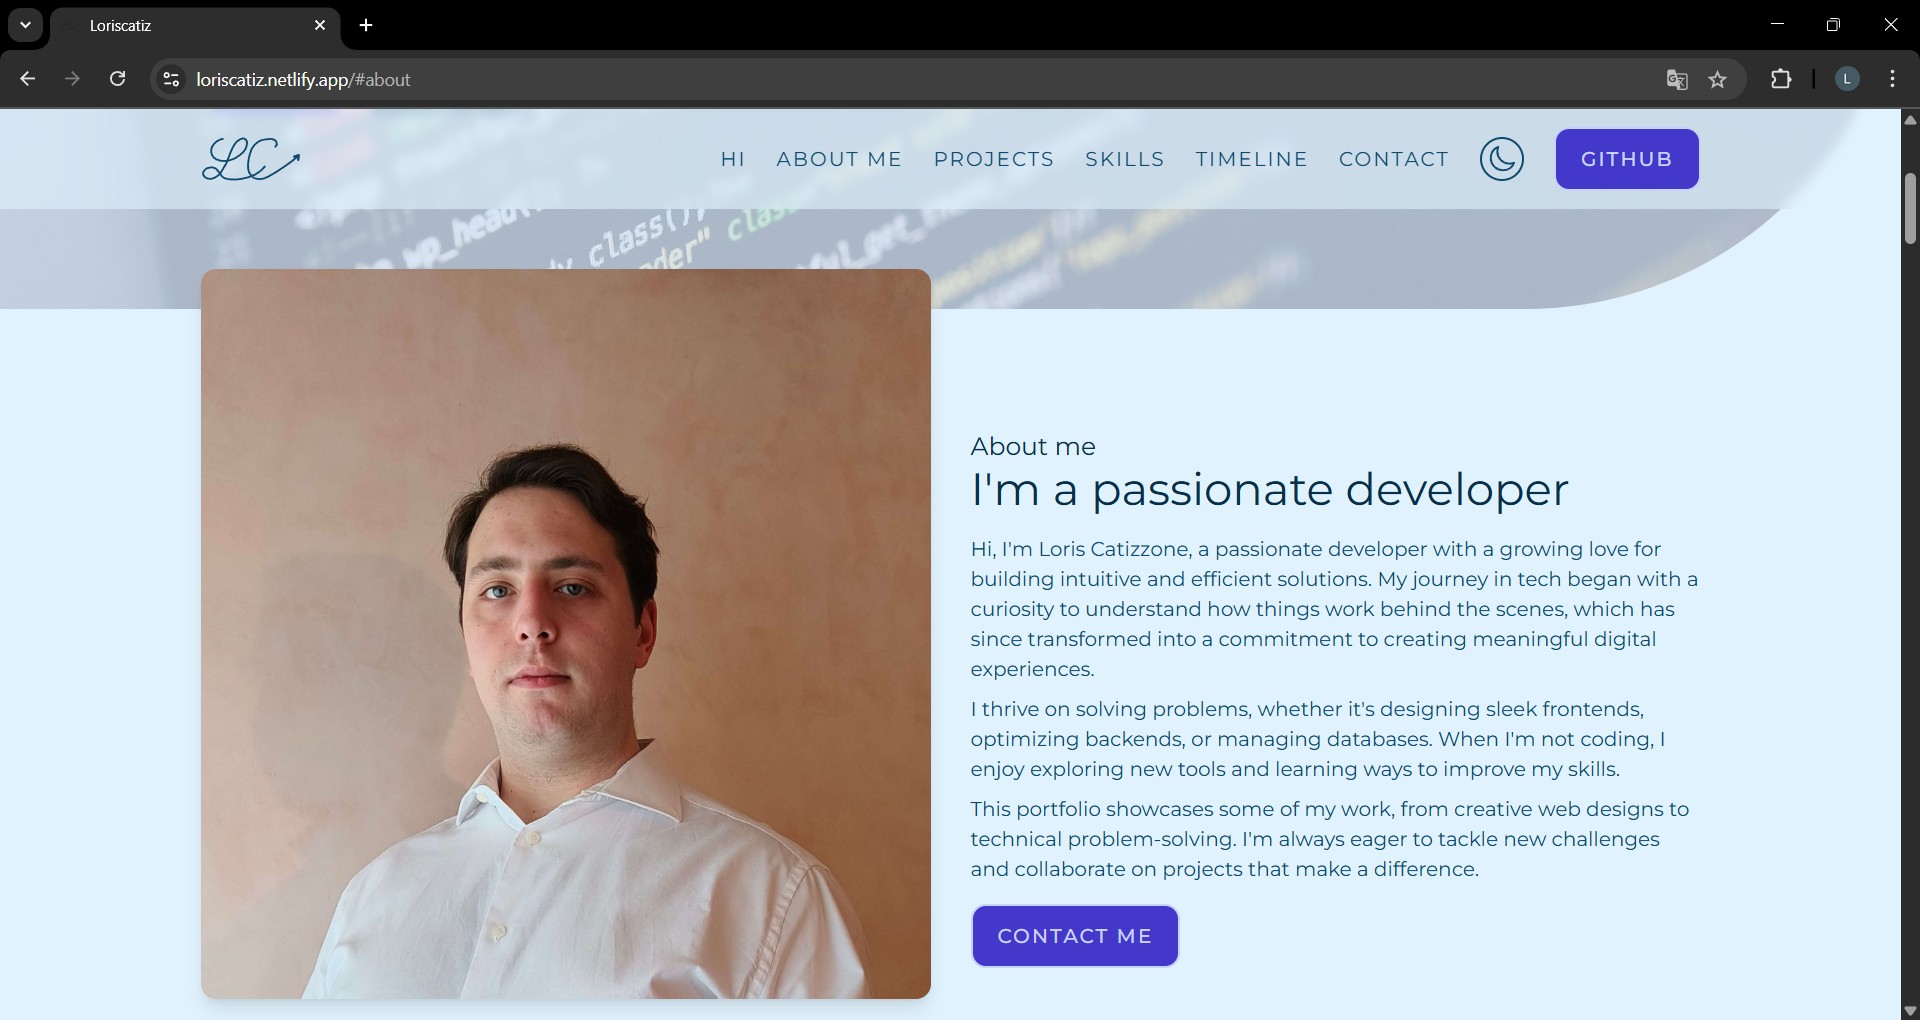 Loriscatiz
loriscatiz.netlify.app/#about
LC
HI ABOUT ME PROJECTS SKILLS TIMELINE CONTACT GITHUB
L
wp_head();
class();
class
About me
I'm a passionate developer
Hi, I'm Loris Catizzone, a passionate developer with a growing love for
building intuitive and efficient solutions. My journey in tech began with a
curiosity to understand how things work behind the scenes, which has
since transformed into a commitment to creating meaningful digital
experiences.
I thrive on solving problems, whether it's designing sleek frontends,
optimizing backends, or managing databases. When I'm not coding, I
enjoy exploring new tools and learning ways to improve my skills.
This portfolio showcases some of my work, from creative web designs to
technical problem-solving. I'm always eager to tackle new challenges
and collaborate on projects that make a difference.
CONTACT ME